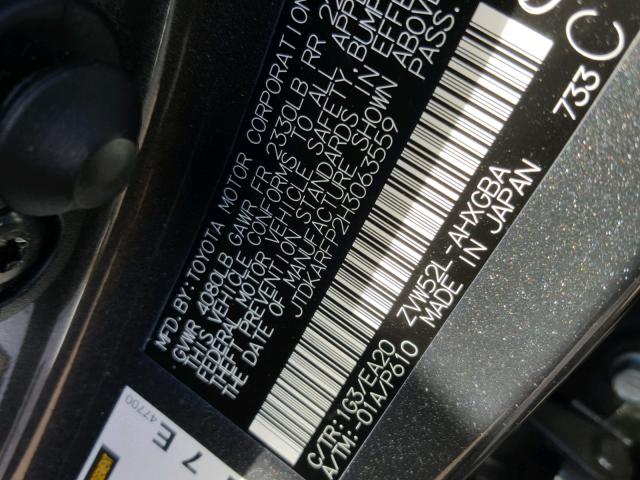 MFD. BY: TOYOTA MOTOR CORPORATION
GVWR 4080LB GAWR FR 2330LB RR
THIS VEHICLE CONFORMS TO ALL
FEDERAL MOTOR VEHICLE SAFETY, BUMPER
THEFT PREVENTION STANDARDS IN EFFECT
THE DATE OF MANUFACTURE SHOWN ABOVE
JTDKARFP2H3063559 PASS.
C/TR: 1G3/EA20 ZVW52L-AHXGBA
A/TM: -01A/P610 MADE IN JAPAN
733 C
7E
47700